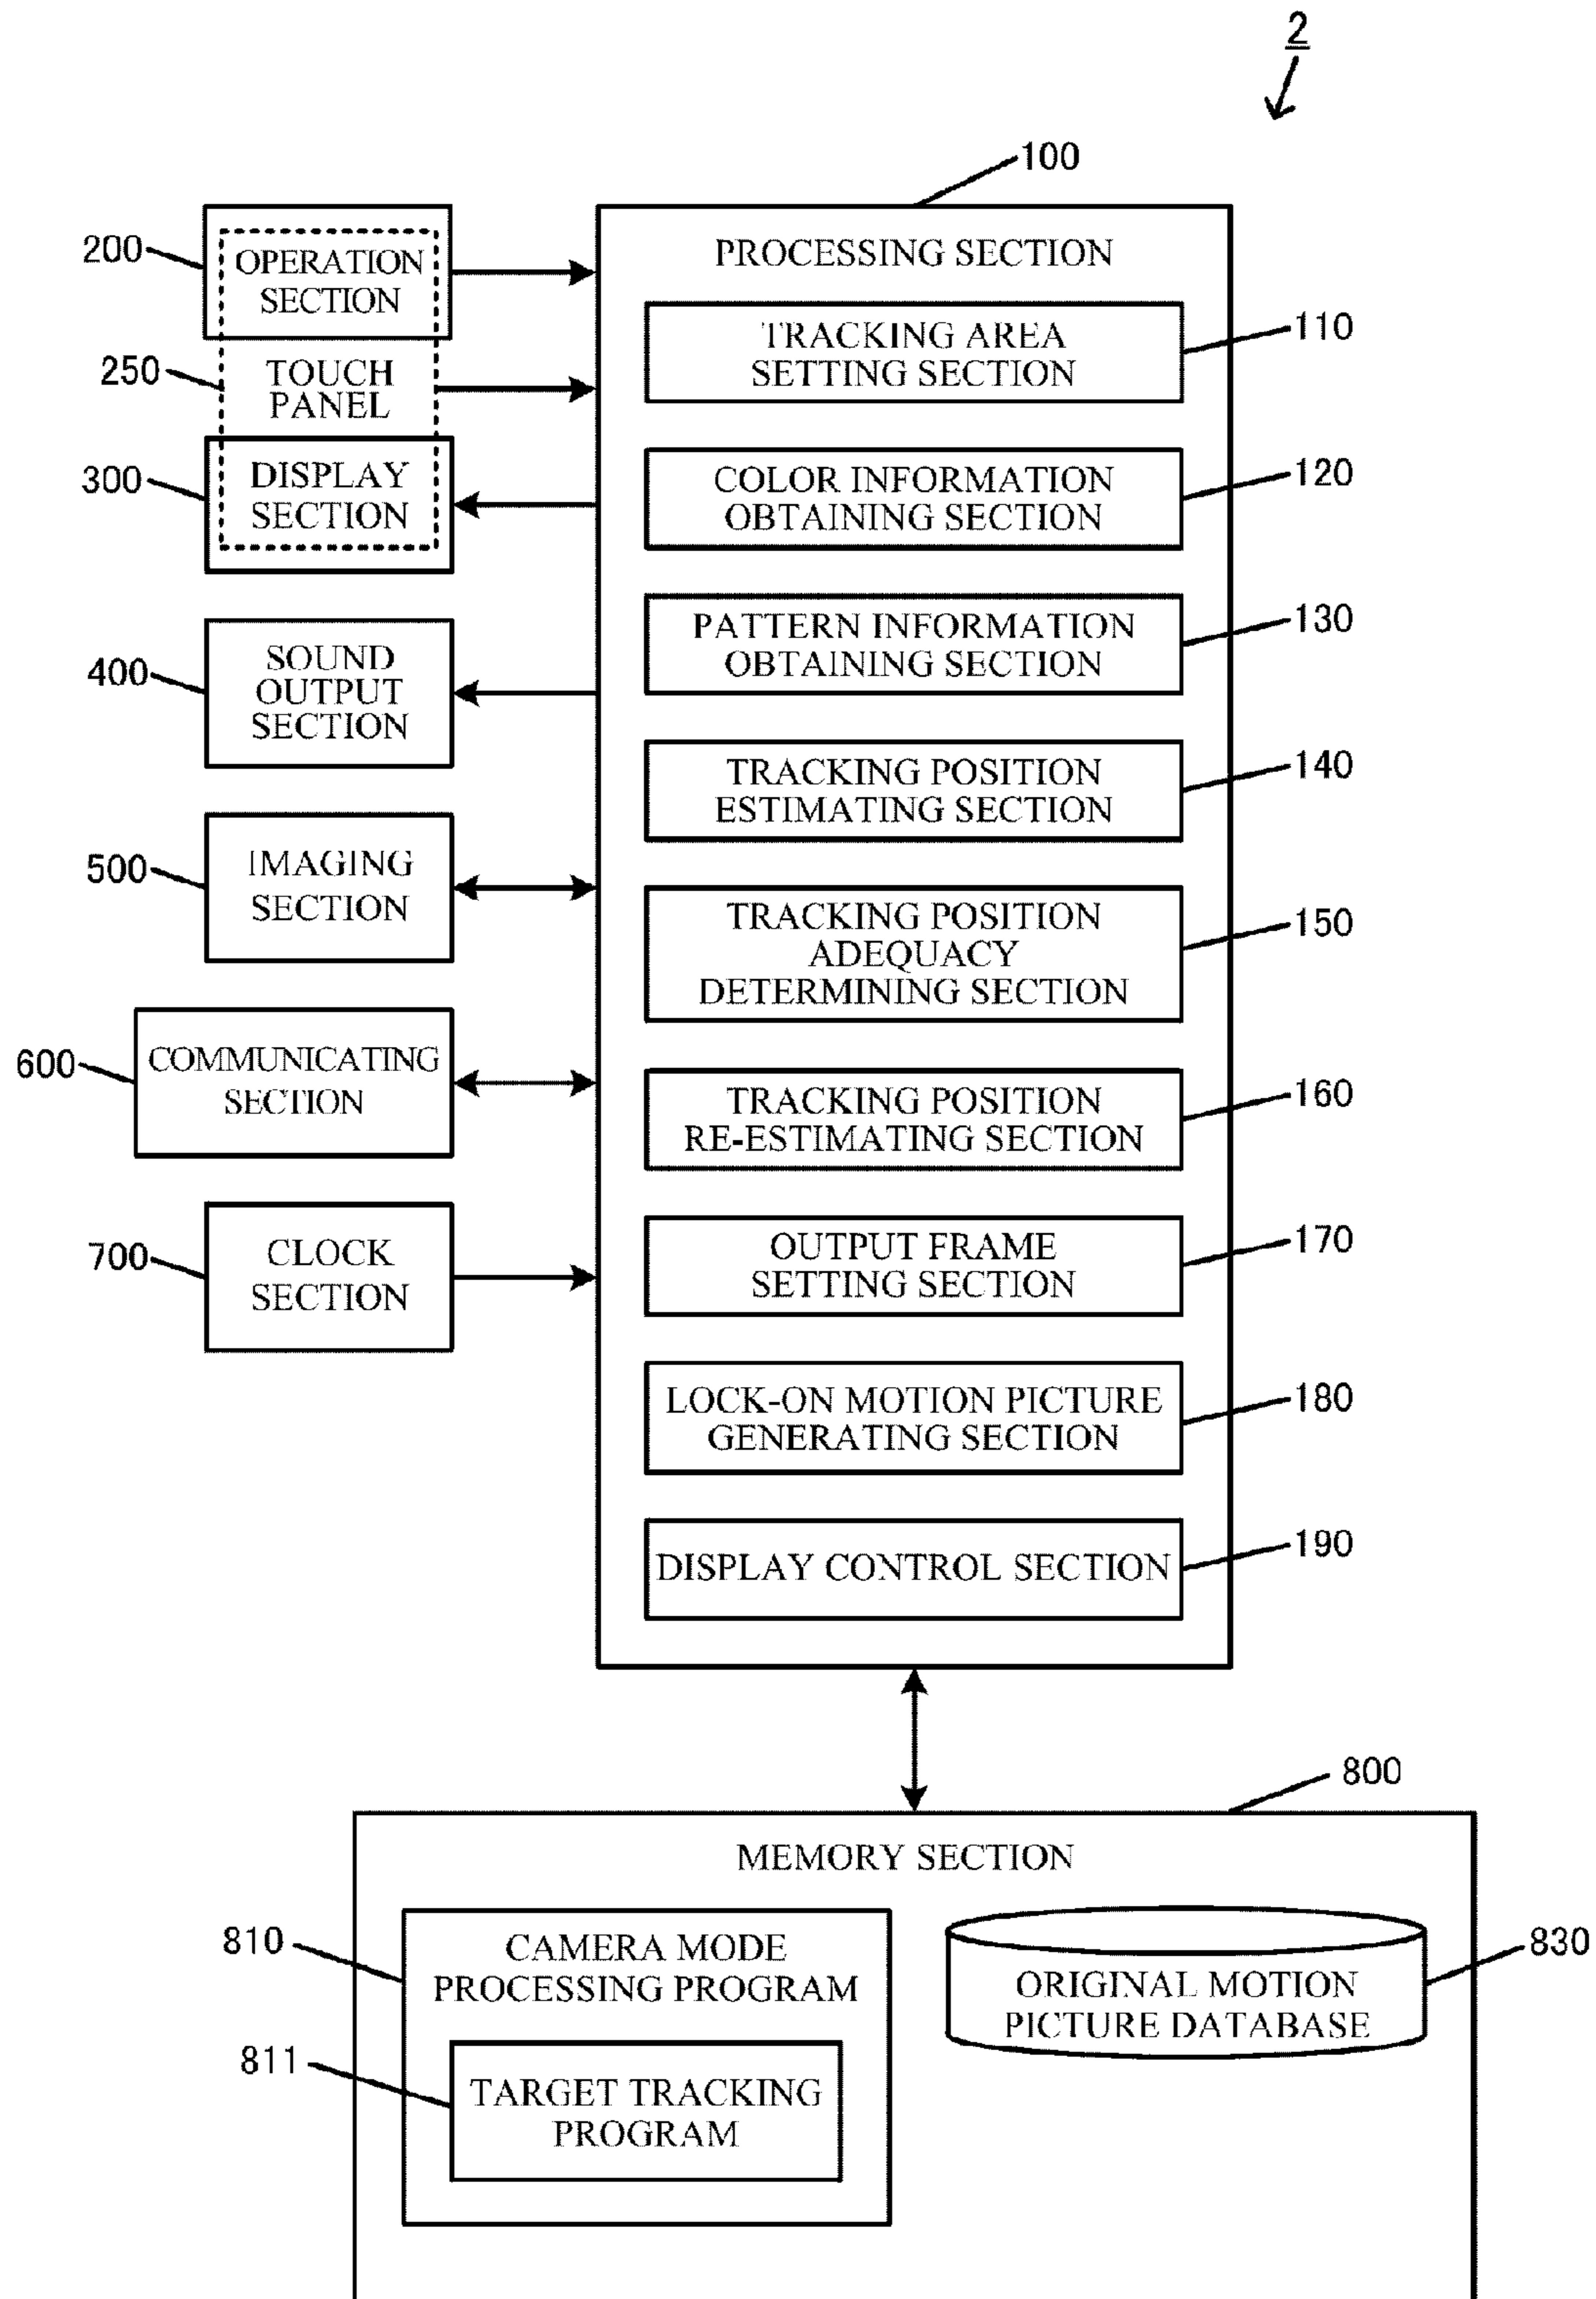 2
100
200
OPERATION
SECTION
250
TOUCH
PANEL
300
DISPLAY
SECTION
400
SOUND
OUTPUT
SECTION
500
IMAGING
SECTION
600
COMMUNICATING
SECTION
700
CLOCK
SECTION
PROCESSING SECTION
TRACKING AREA
SETTING SECTION
110
COLOR INFORMATION
OBTAINING SECTION
120
PATTERN INFORMATION
OBTAINING SECTION
130
TRACKING POSITION
ESTIMATING SECTION
140
TRACKING POSITION
ADEQUACY
DETERMINING SECTION
150
TRACKING POSITION
RE-ESTIMATING SECTION
160
OUTPUT FRAME
SETTING SECTION
170
LOCK-ON MOTION PICTURE
GENERATING SECTION
180
DISPLAY CONTROL SECTION
190
800
MEMORY SECTION
810
CAMERA MODE
PROCESSING PROGRAM
811
TARGET TRACKING
PROGRAM
830
ORIGINAL MOTION
PICTURE DATABASE